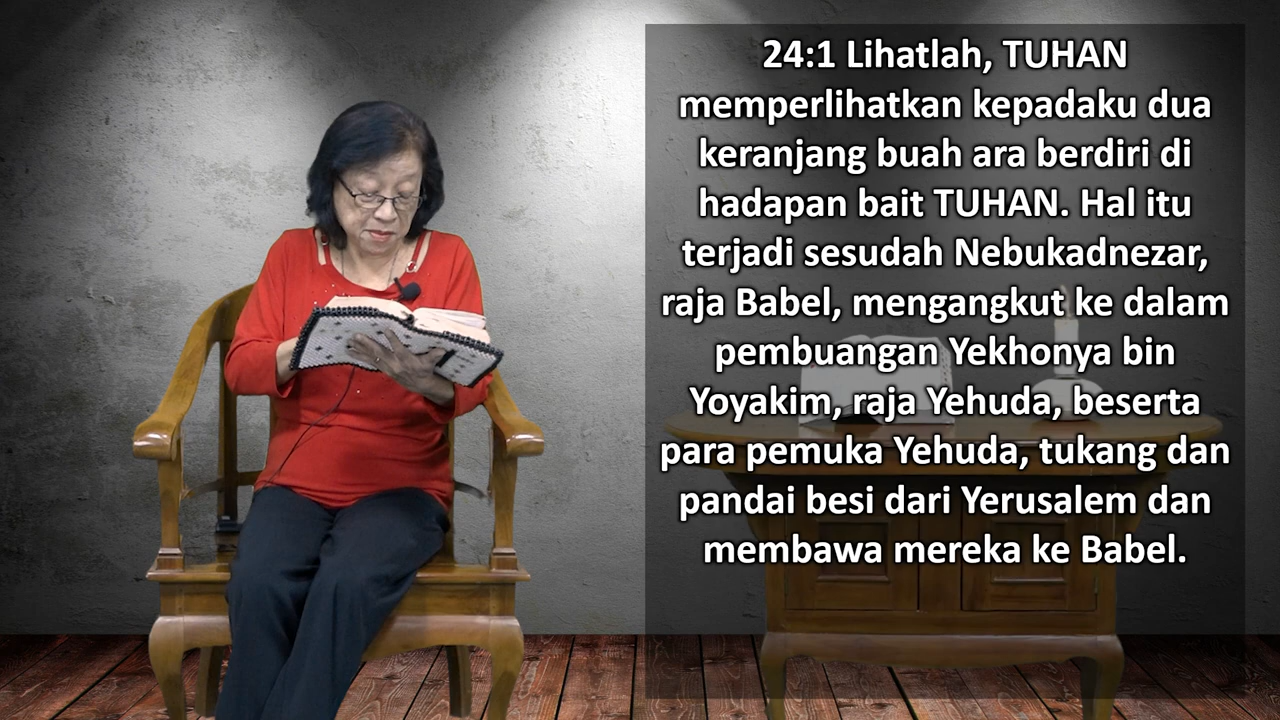 24:1 Lihatlah, TUHAN
memperlihatkan kepadaku dua
keranjang buah ara berdiri di
hadapan bait TUHAN. Hal itu
terjadi sesudah Nebukadnezar,
raja Babel, mengangkut ke dalam
pembuangan Yekhonya bin
Yoyakim, raja Yehuda, beserta
para pemuka Yehuda, tukang dan
pandai besi dari Yerusalem dan
membawa mereka ke Babel.